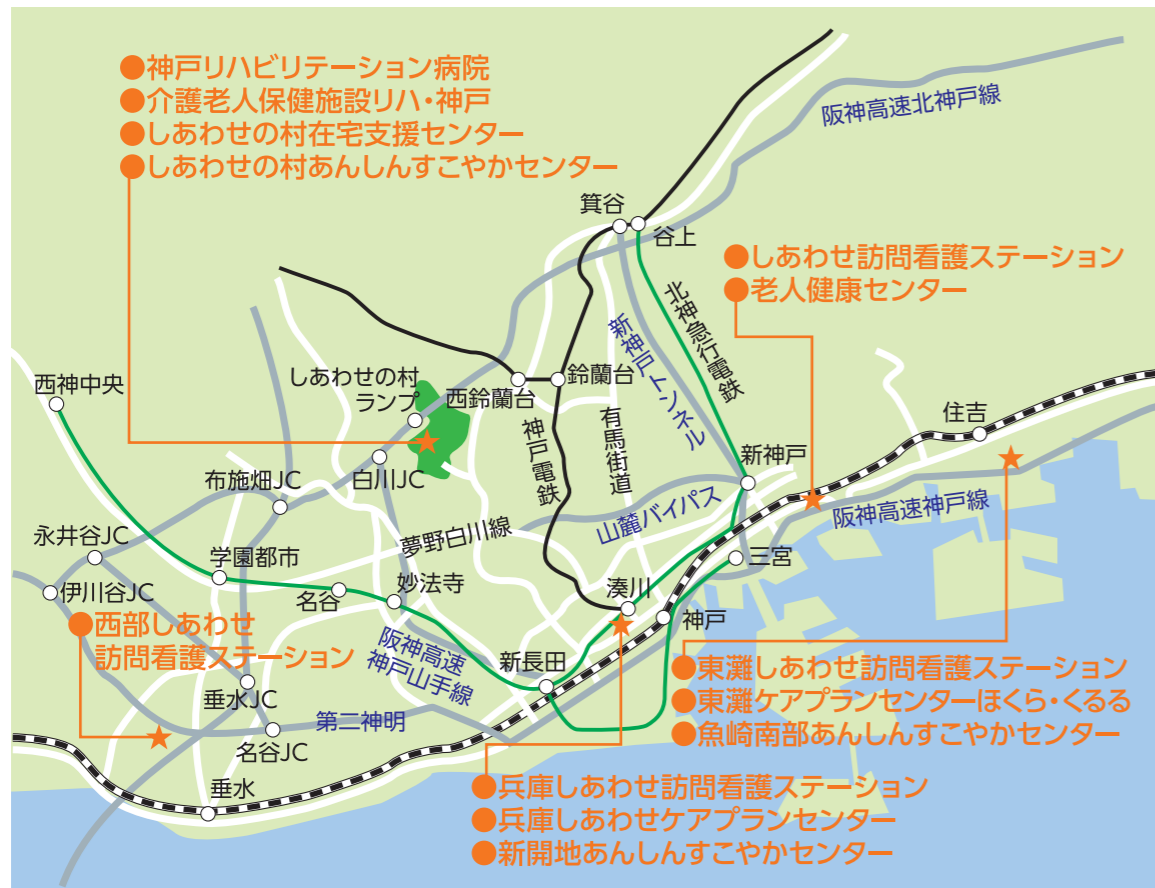 ●神戸リハビリテーション病院
●介護老人保健施設リハ・神戸
●しあわせの村在宅支援センター
●しあわせの村あんしんすこやかセンター
阪神高速北神戸線
箕谷
谷上
●しあわせ訪問看護ステーション
●老人健康センター
北神急行電鉄
新神戸トンネル
西神中央
しあわせの村
ランプ
西鈴蘭台
鈴蘭台
神戸電鉄
有馬街道
住吉
新神戸
布施畑JC
白川JC
山麓バイパス
阪神高速神戸線
永井谷JC
夢野白川線
学園都市
三宮
伊川谷JC
名谷
妙法寺
湊川
神戸
●西部しあわせ
訪問看護ステーション
阪神高速
神戸山手線
新長田
●東灘しあわせ訪問看護ステーション
●東灘ケアプランセンターほくら・くるる
●魚崎南部あんしんすこやかセンター
垂水JC
第二神明
名谷JC
垂水
●兵庫しあわせ訪問看護ステーション
●兵庫しあわせケアプランセンター
●新開地あんしんすこやかセンター